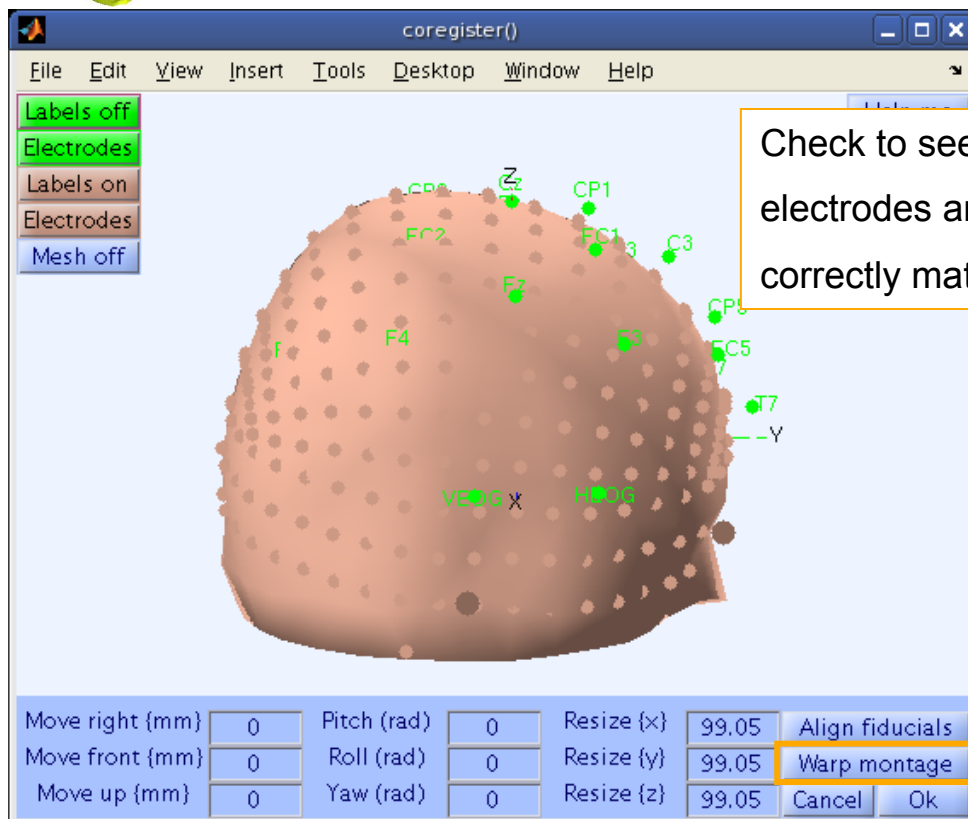 coregister()
File Edit View Insert Tools Desktop Window Help
Labels off
Electrodes
Labels on
Electrodes
Mesh off
Check to see
electrodes
correctly
Z
Cz
CP1
FC2
FC1
C3
Fz
CP5
F4
F3
FC5
T7
Y
VEOG X HEOG
Move right {mm} 0 Pitch (rad) 0 Resize {x} 99.05 Align fiducials
Move front {mm} 0 Roll (rad) 0 Resize {y} 99.05 Warp montage
Move up {mm} 0 Yaw (rad) 0 Resize {z} 99.05 Cancel Ok